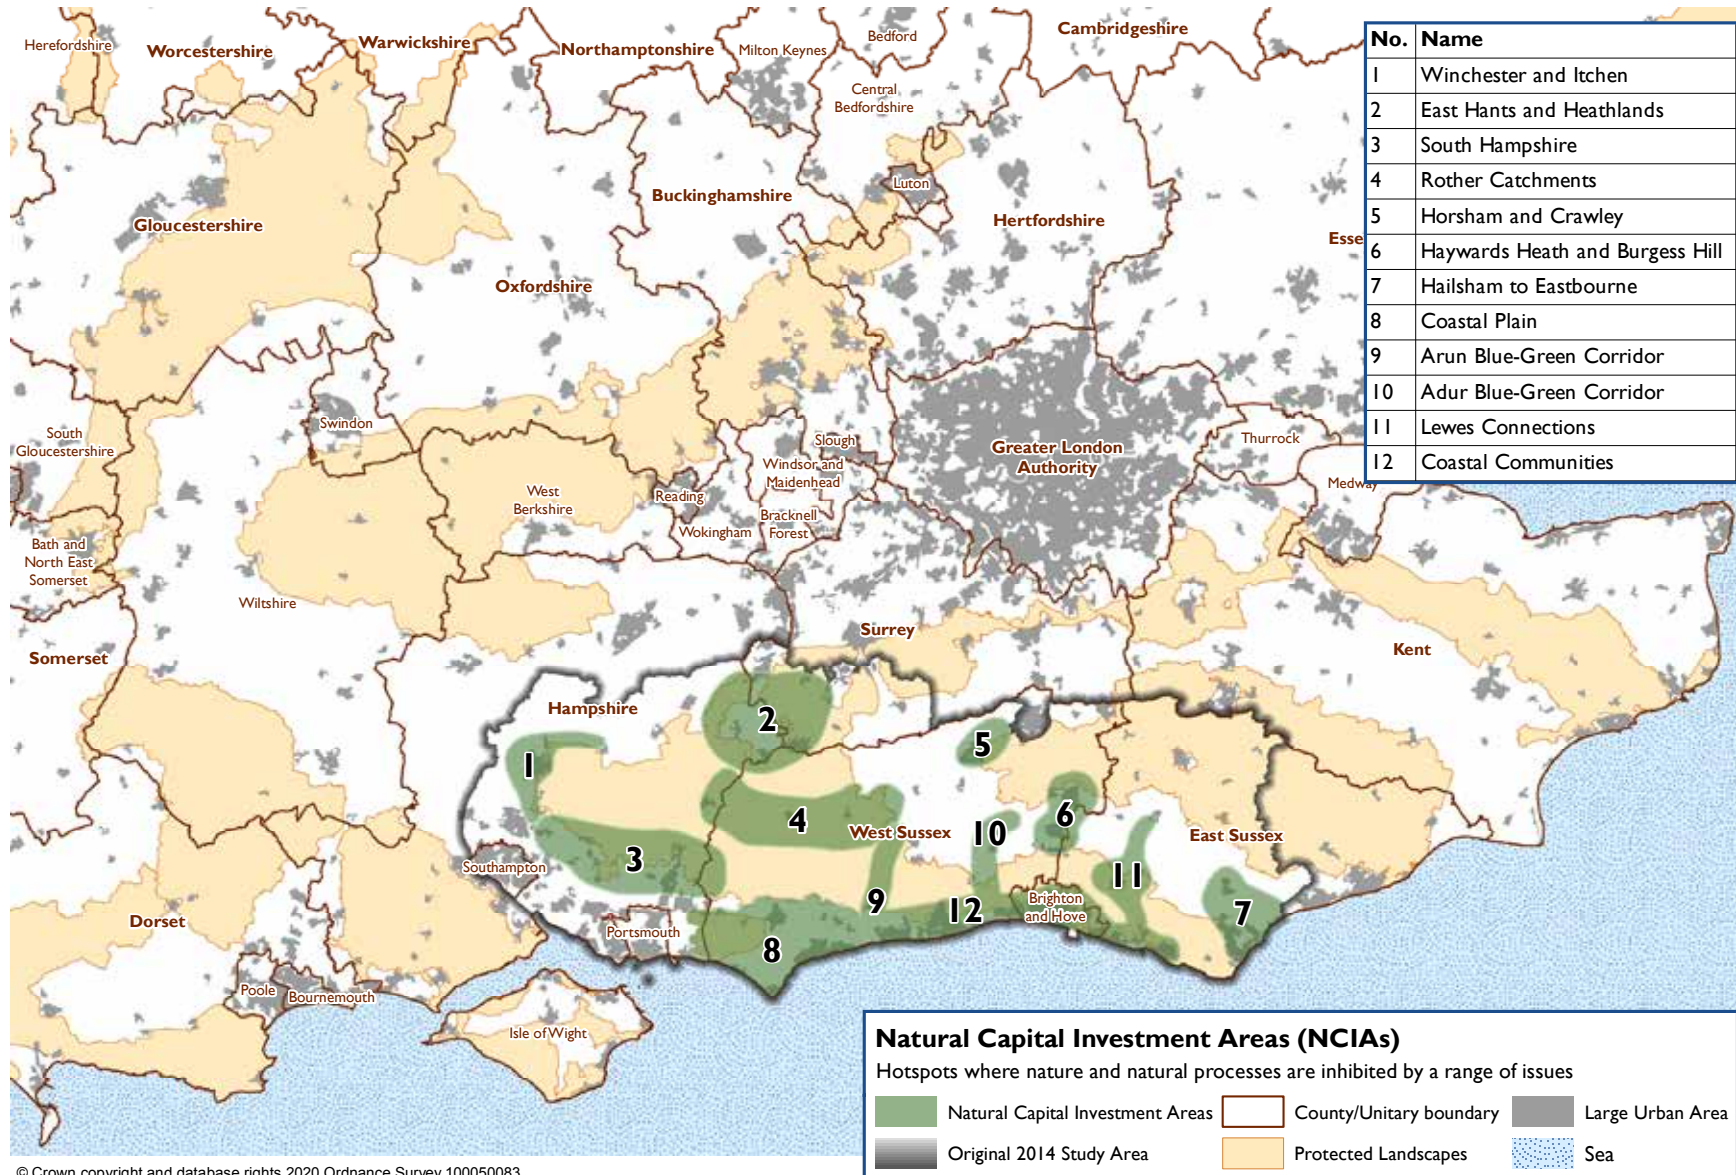 Herefordshire
Worcestershire
Warwickshire
Northamptonshire
Milton Keynes
Bedford
Cambridgeshire
Central
Bedfordshire
Luton
Buckinghamshire
Hertfordshire
Esse
Gloucestershire
Oxfordshire
South
Gloucestershire
Swindon
Slough
Windsor and
Maidenhead
Greater London
Authority
Thurrock
Medway
West
Berkshire
Reading
Wokingham
Bracknell
Forest
Bath and
North East
Somerset
Wiltshire
Surrey
Kent
Somerset
Hampshire
1
2
3
4
5
6
7
8
9
10
11
12
West Sussex
East Sussex
Southampton
Portsmouth
Brighton
and Hove
Dorset
Poole
Bournemouth
Isle of Wight
No. Name
1 Winchester and Itchen
2 East Hants and Heathlands
3 South Hampshire
4 Rother Catchments
5 Horsham and Crawley
6 Haywards Heath and Burgess Hill
7 Hailsham to Eastbourne
8 Coastal Plain
9 Arun Blue-Green Corridor
10 Adur Blue-Green Corridor
11 Lewes Connections
12 Coastal Communities
Natural Capital Investment Areas (NCIAs)
Hotspots where nature and natural processes are inhibited by a range of issues
Natural Capital Investment Areas
County/Unitary boundary
Large Urban Area
Original 2014 Study Area
Protected Landscapes
Sea
© Crown copyright and database rights 2020 Ordnance Survey 100050083